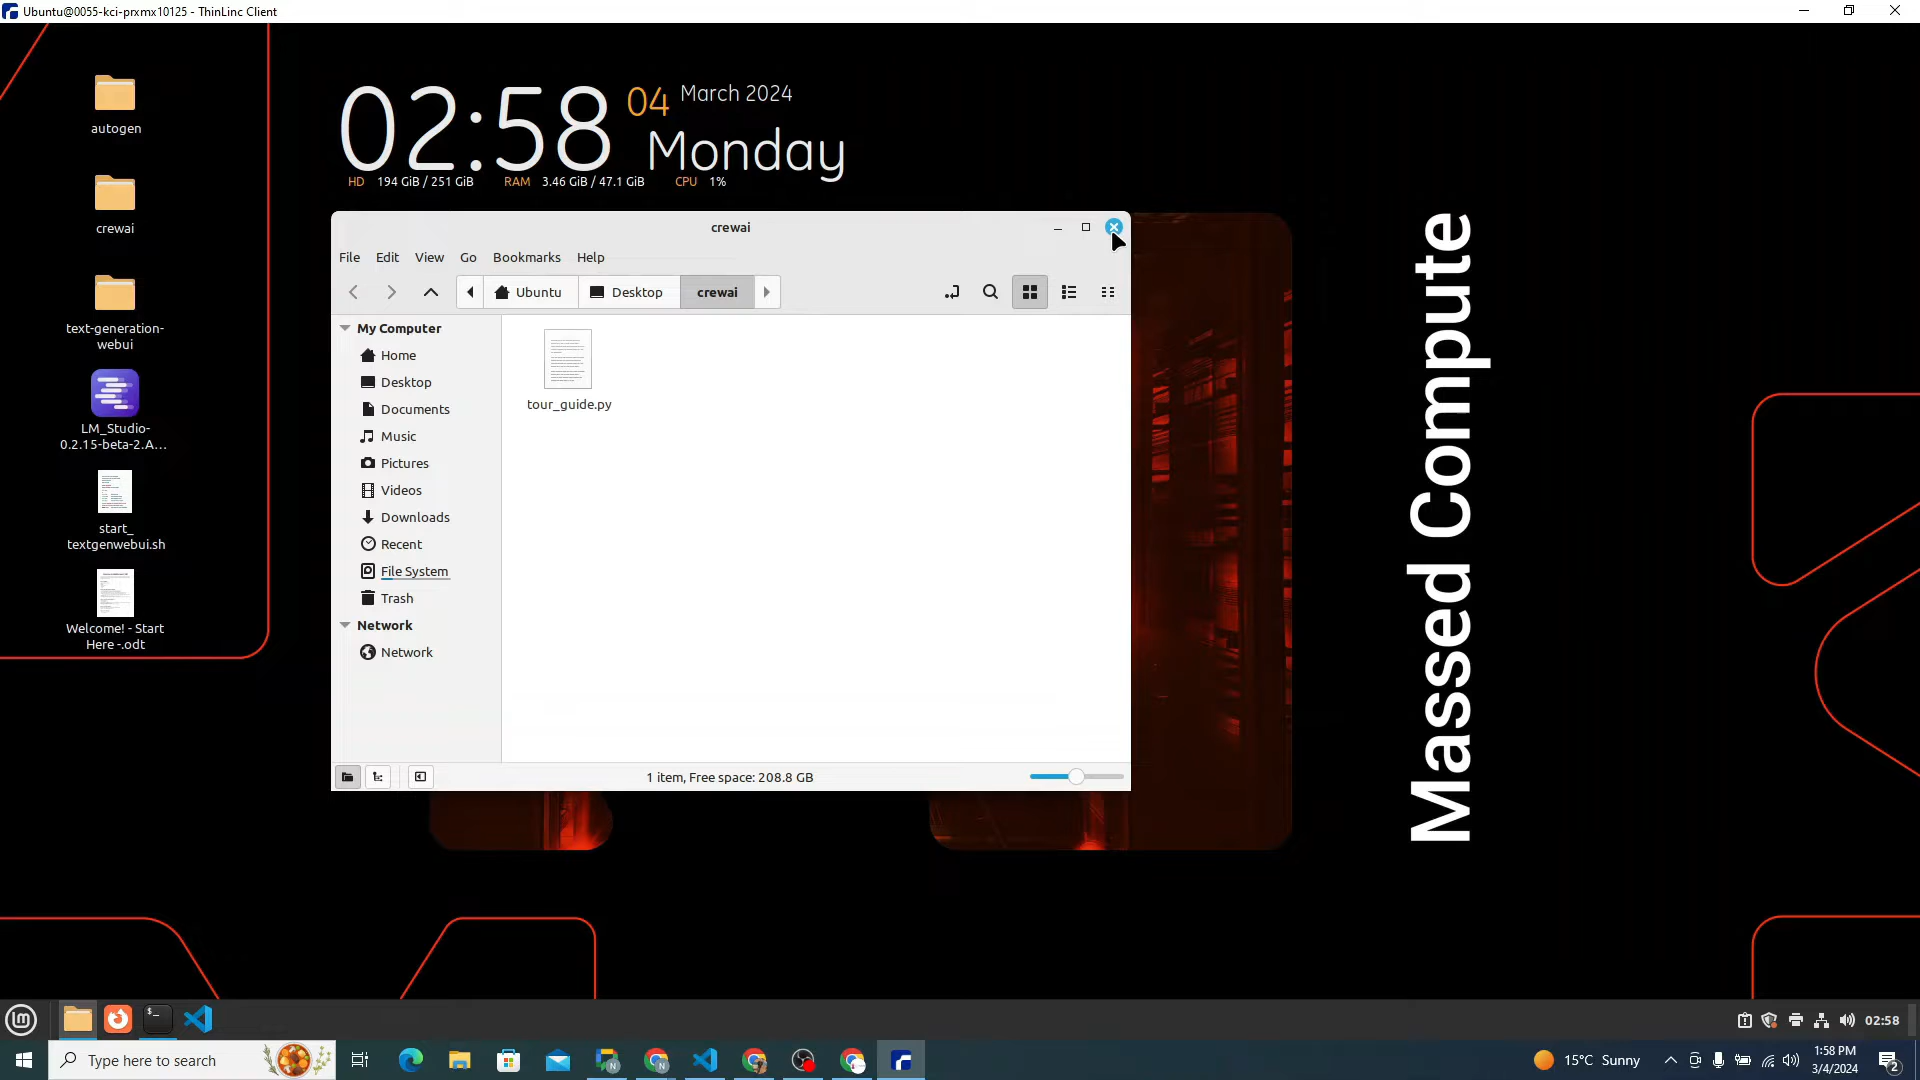 Ubuntu@0055-kci-prxmx10125 - ThinLinc Client
autogen
crewai
text-generation-
webui
LM_Studio-
0.2.15-beta-2.A...
start_
textgenwebui.sh
Welcome! - Start
Here -.odt
02:58
04 March 2024
Monday
HD 194 GiB / 251 GiB RAM 3.46 GiB / 47.1 GiB CPU 1%
crewai
File Edit View Go Bookmarks Help
Ubuntu Desktop crewai
My Computer
Home
Desktop
Documents
Music
Pictures
Videos
Downloads
Recent
File System
Trash
Network
Network
tour_guide.py
1 item, Free space: 208.8 GB
Massed Compute
02:58
Type here to search
15°C Sunny
1:58 PM
3/4/2024
2